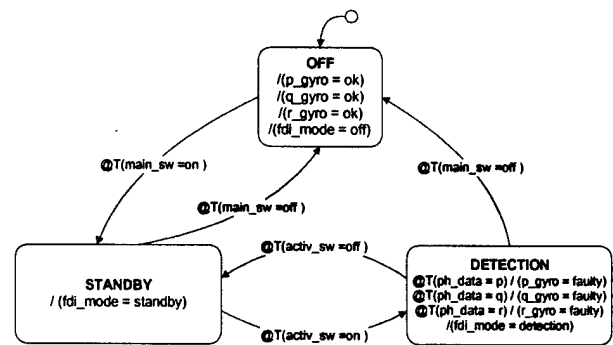 OFF
/(p_gyro = ok)
/(q_gyro = ok)
/(r_gyro = ok)
/(fdi_mode = off)
@T(main_sw =on )
@T(main_sw =off )
@T(main_sw =off )
@T(activ_sw =off )
STANDBY
/ (fdi_mode = standby)
DETECTION
@T(ph_data = p) / (p_gyro = faulty)
@T(ph_data = q) / (q_gyro = faulty)
@T(ph_data = r) / (r_gyro = faulty)
/(fdi_mode = detection)
@T(activ_sw =on )